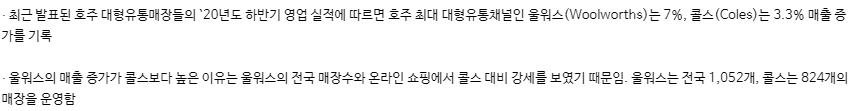 · 최근 발표된 호주 대형유통매장들의 `20년도 하반기 영업 실적에 따르면 호주 최대 대형유통채널인 울워스(Woolworths)는 7%, 콜스(Coles)는 3.3% 매출 증
가를 기록
· 울워스의 매출 증가가 콜스보다 높은 이유는 울워스의 전국 매장수와 온라인 쇼핑에서 콜스 대비 강세를 보였기 때문임. 울워스는 전국 1,052개, 콜스는 824개의
매장을 운영함